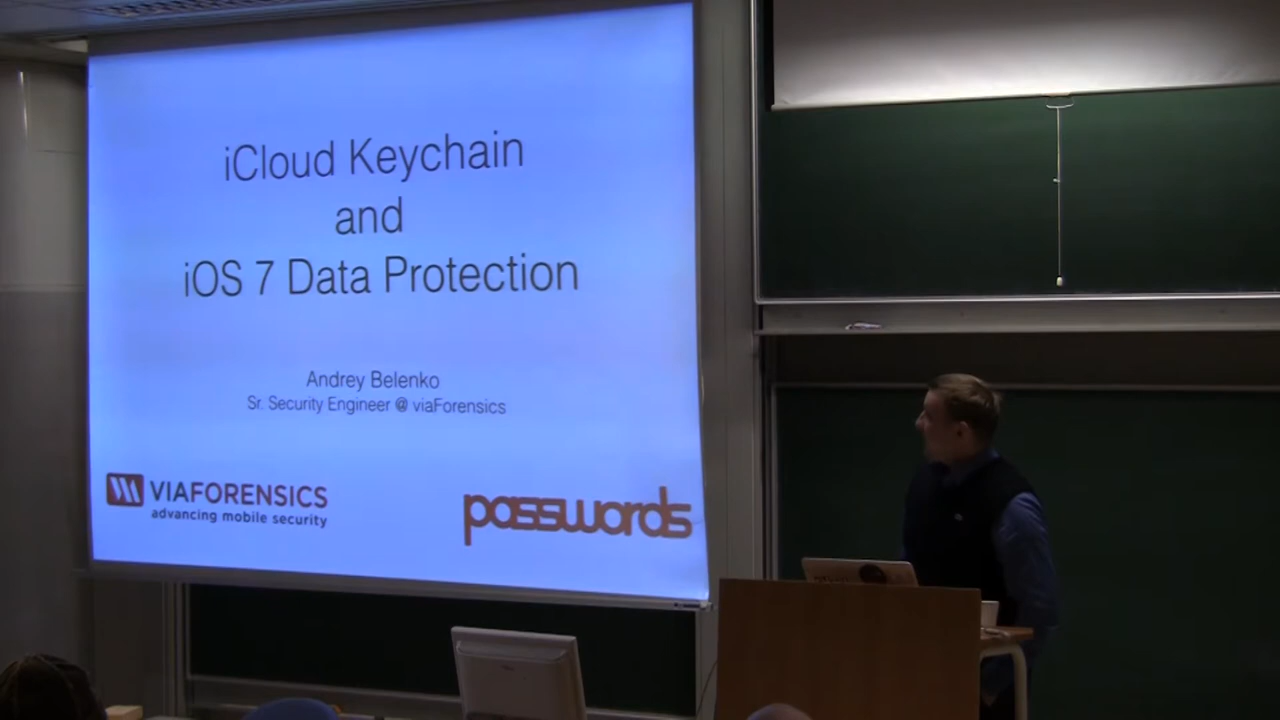 iCloud Keychain
and
iOS 7 Data Protection
Andrey Belenko
Sr. Security Engineer @ viaForensics
VIAFORENSICS
advancing mobile security
passwords